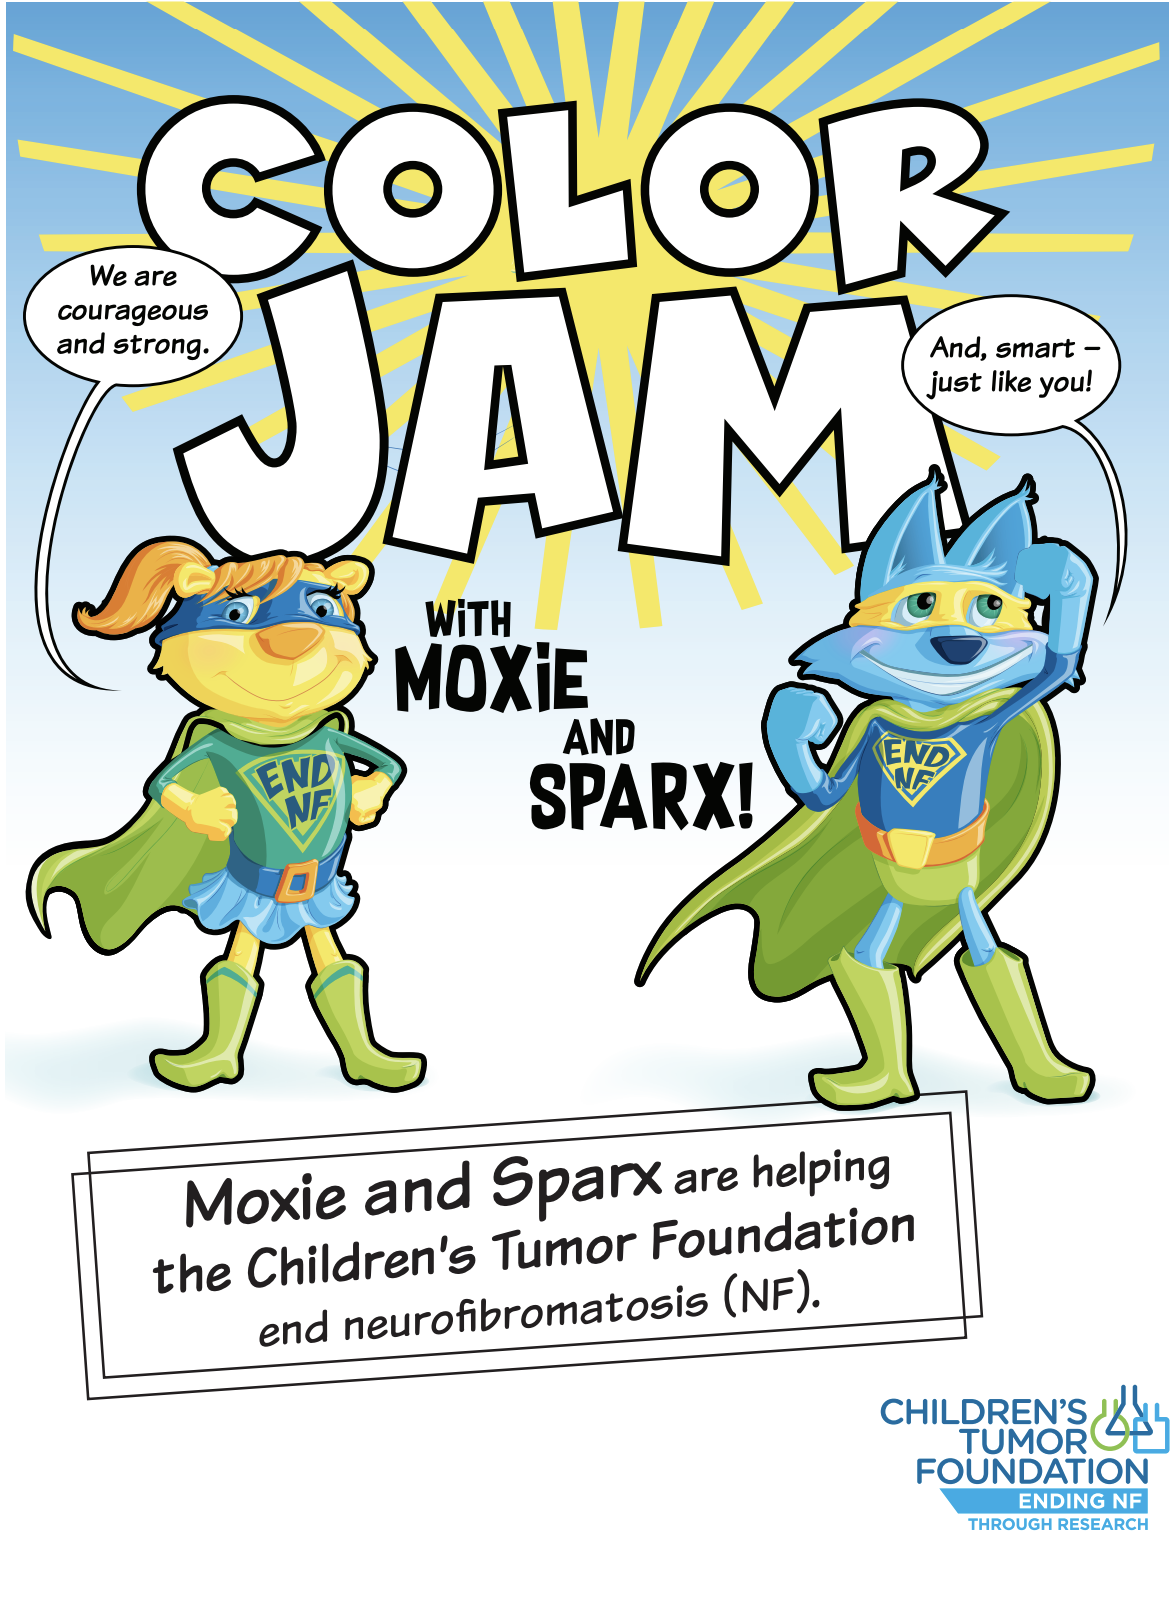 COLOR
JAM
We are
courageous
and strong.
And, smart –
just like you!
WiTH
MOXiE
AND
SPARX!
END
NF
END
NF
Moxie and Sparx are helping
the Children's Tumor Foundation
end neurofibromatosis (NF).
CHILDREN'S
TUMOR
FOUNDATION
ENDING NF
THROUGH RESEARCH